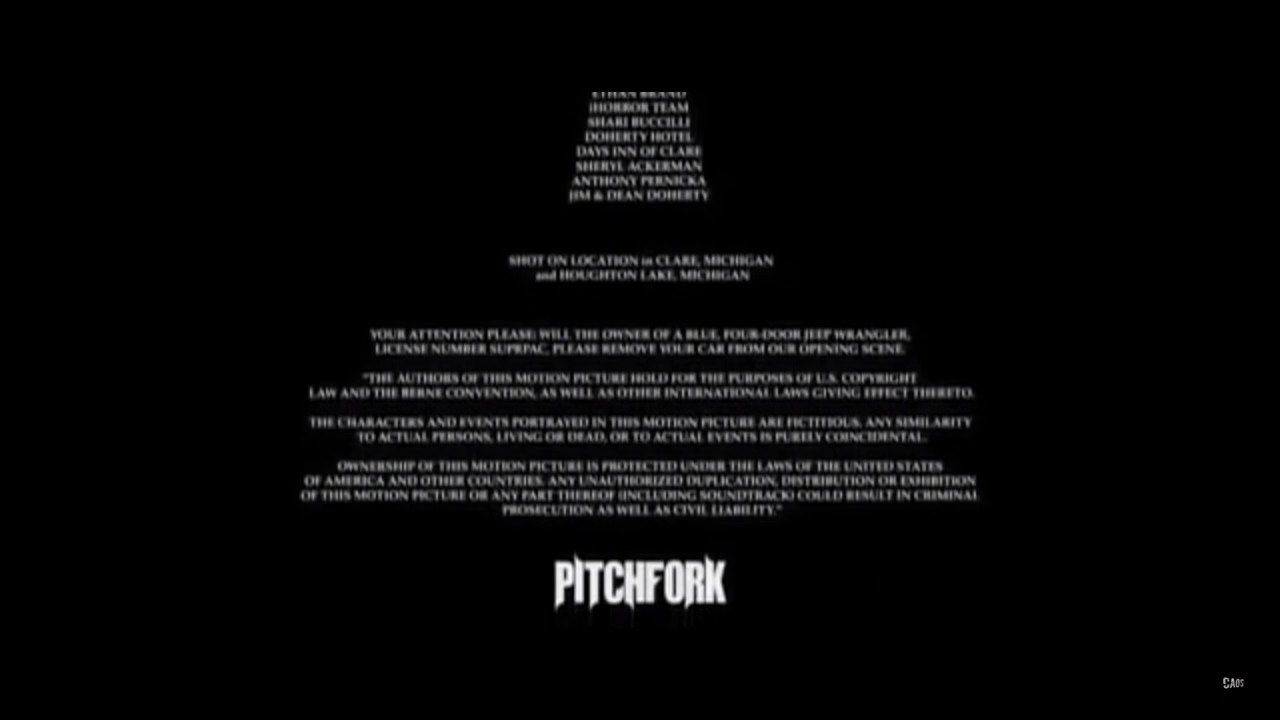 ETHAN BRAND
iHORROR TEAM
SHARI BUCCILLI
DOHERTY HOTEL
DAYS INN OF CLARE
SHERYL ACKERMAN
ANTHONY PERNICKA
JIM & DEAN DOHERTY
SHOT ON LOCATION in CLARE, MICHIGAN
and HOUGHTON LAKE, MICHIGAN
YOUR ATTENTION PLEASE: WILL THE OWNER OF A BLUE, FOUR-DOOR JEEP WRANGLER,
LICENSE NUMBER SUPRPAC, PLEASE REMOVE YOUR CAR FROM OUR OPENING SCENE.
"THE AUTHORS OF THIS MOTION PICTURE HOLD FOR THE PURPOSES OF U.S. COPYRIGHT
LAW AND THE BERNE CONVENTION, AS WELL AS OTHER INTERNATIONAL LAWS GIVING EFFECT THERETO.
THE CHARACTERS AND EVENTS PORTRAYED IN THIS MOTION PICTURE ARE FICTITIOUS. ANY SIMILARITY
TO ACTUAL PERSONS, LIVING OR DEAD, OR TO ACTUAL EVENTS IS PURELY COINCIDENTAL.
OWNERSHIP OF THIS MOTION PICTURE IS PROTECTED UNDER THE LAWS OF THE UNITED STATES
OF AMERICA AND OTHER COUNTRIES. ANY UNAUTHORIZED DUPLICATION, DISTRIBUTION OR EXHIBITION
OF THIS MOTION PICTURE OR ANY PART THEREOF (INCLUDING SOUNDTRACK) COULD RESULT IN CRIMINAL
PROSECUTION AS WELL AS CIVIL LIABILITY."
PITCHFORK
CAOS